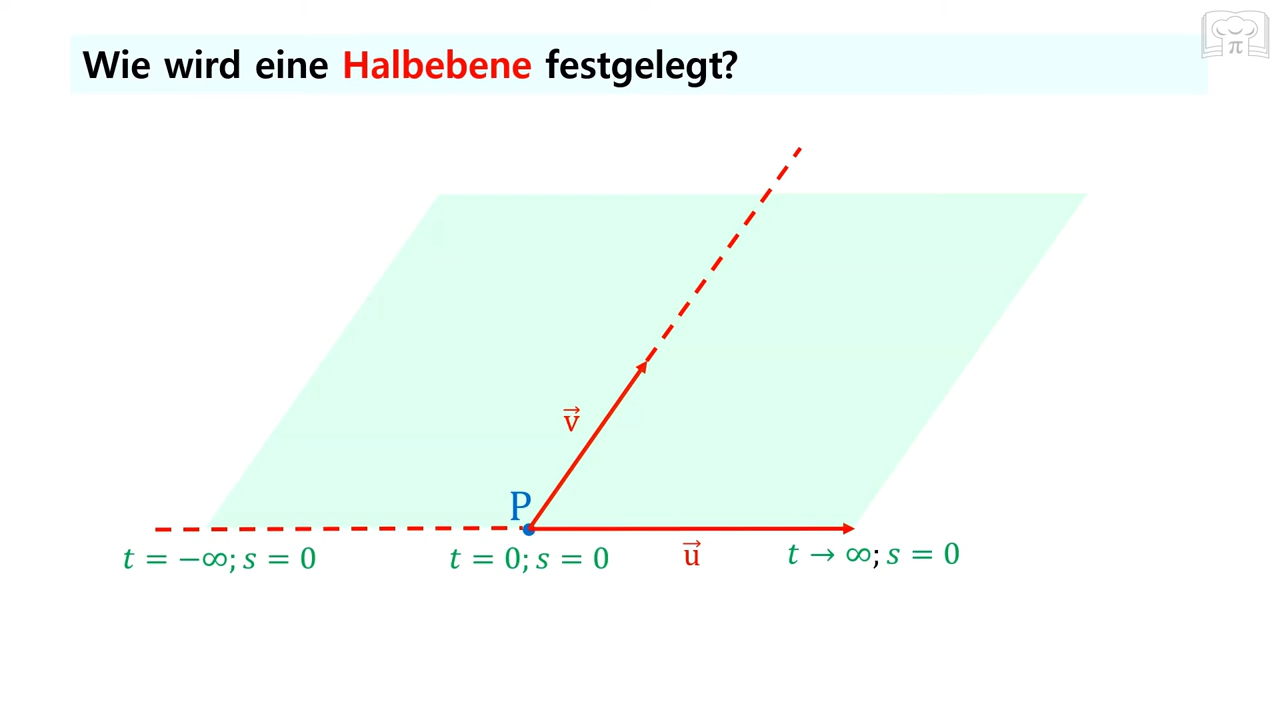 Wie wird eine Halbebene festgelegt?
π
v⃗
P
t = −∞; s = 0
t = 0; s = 0
u⃗
t → ∞; s = 0